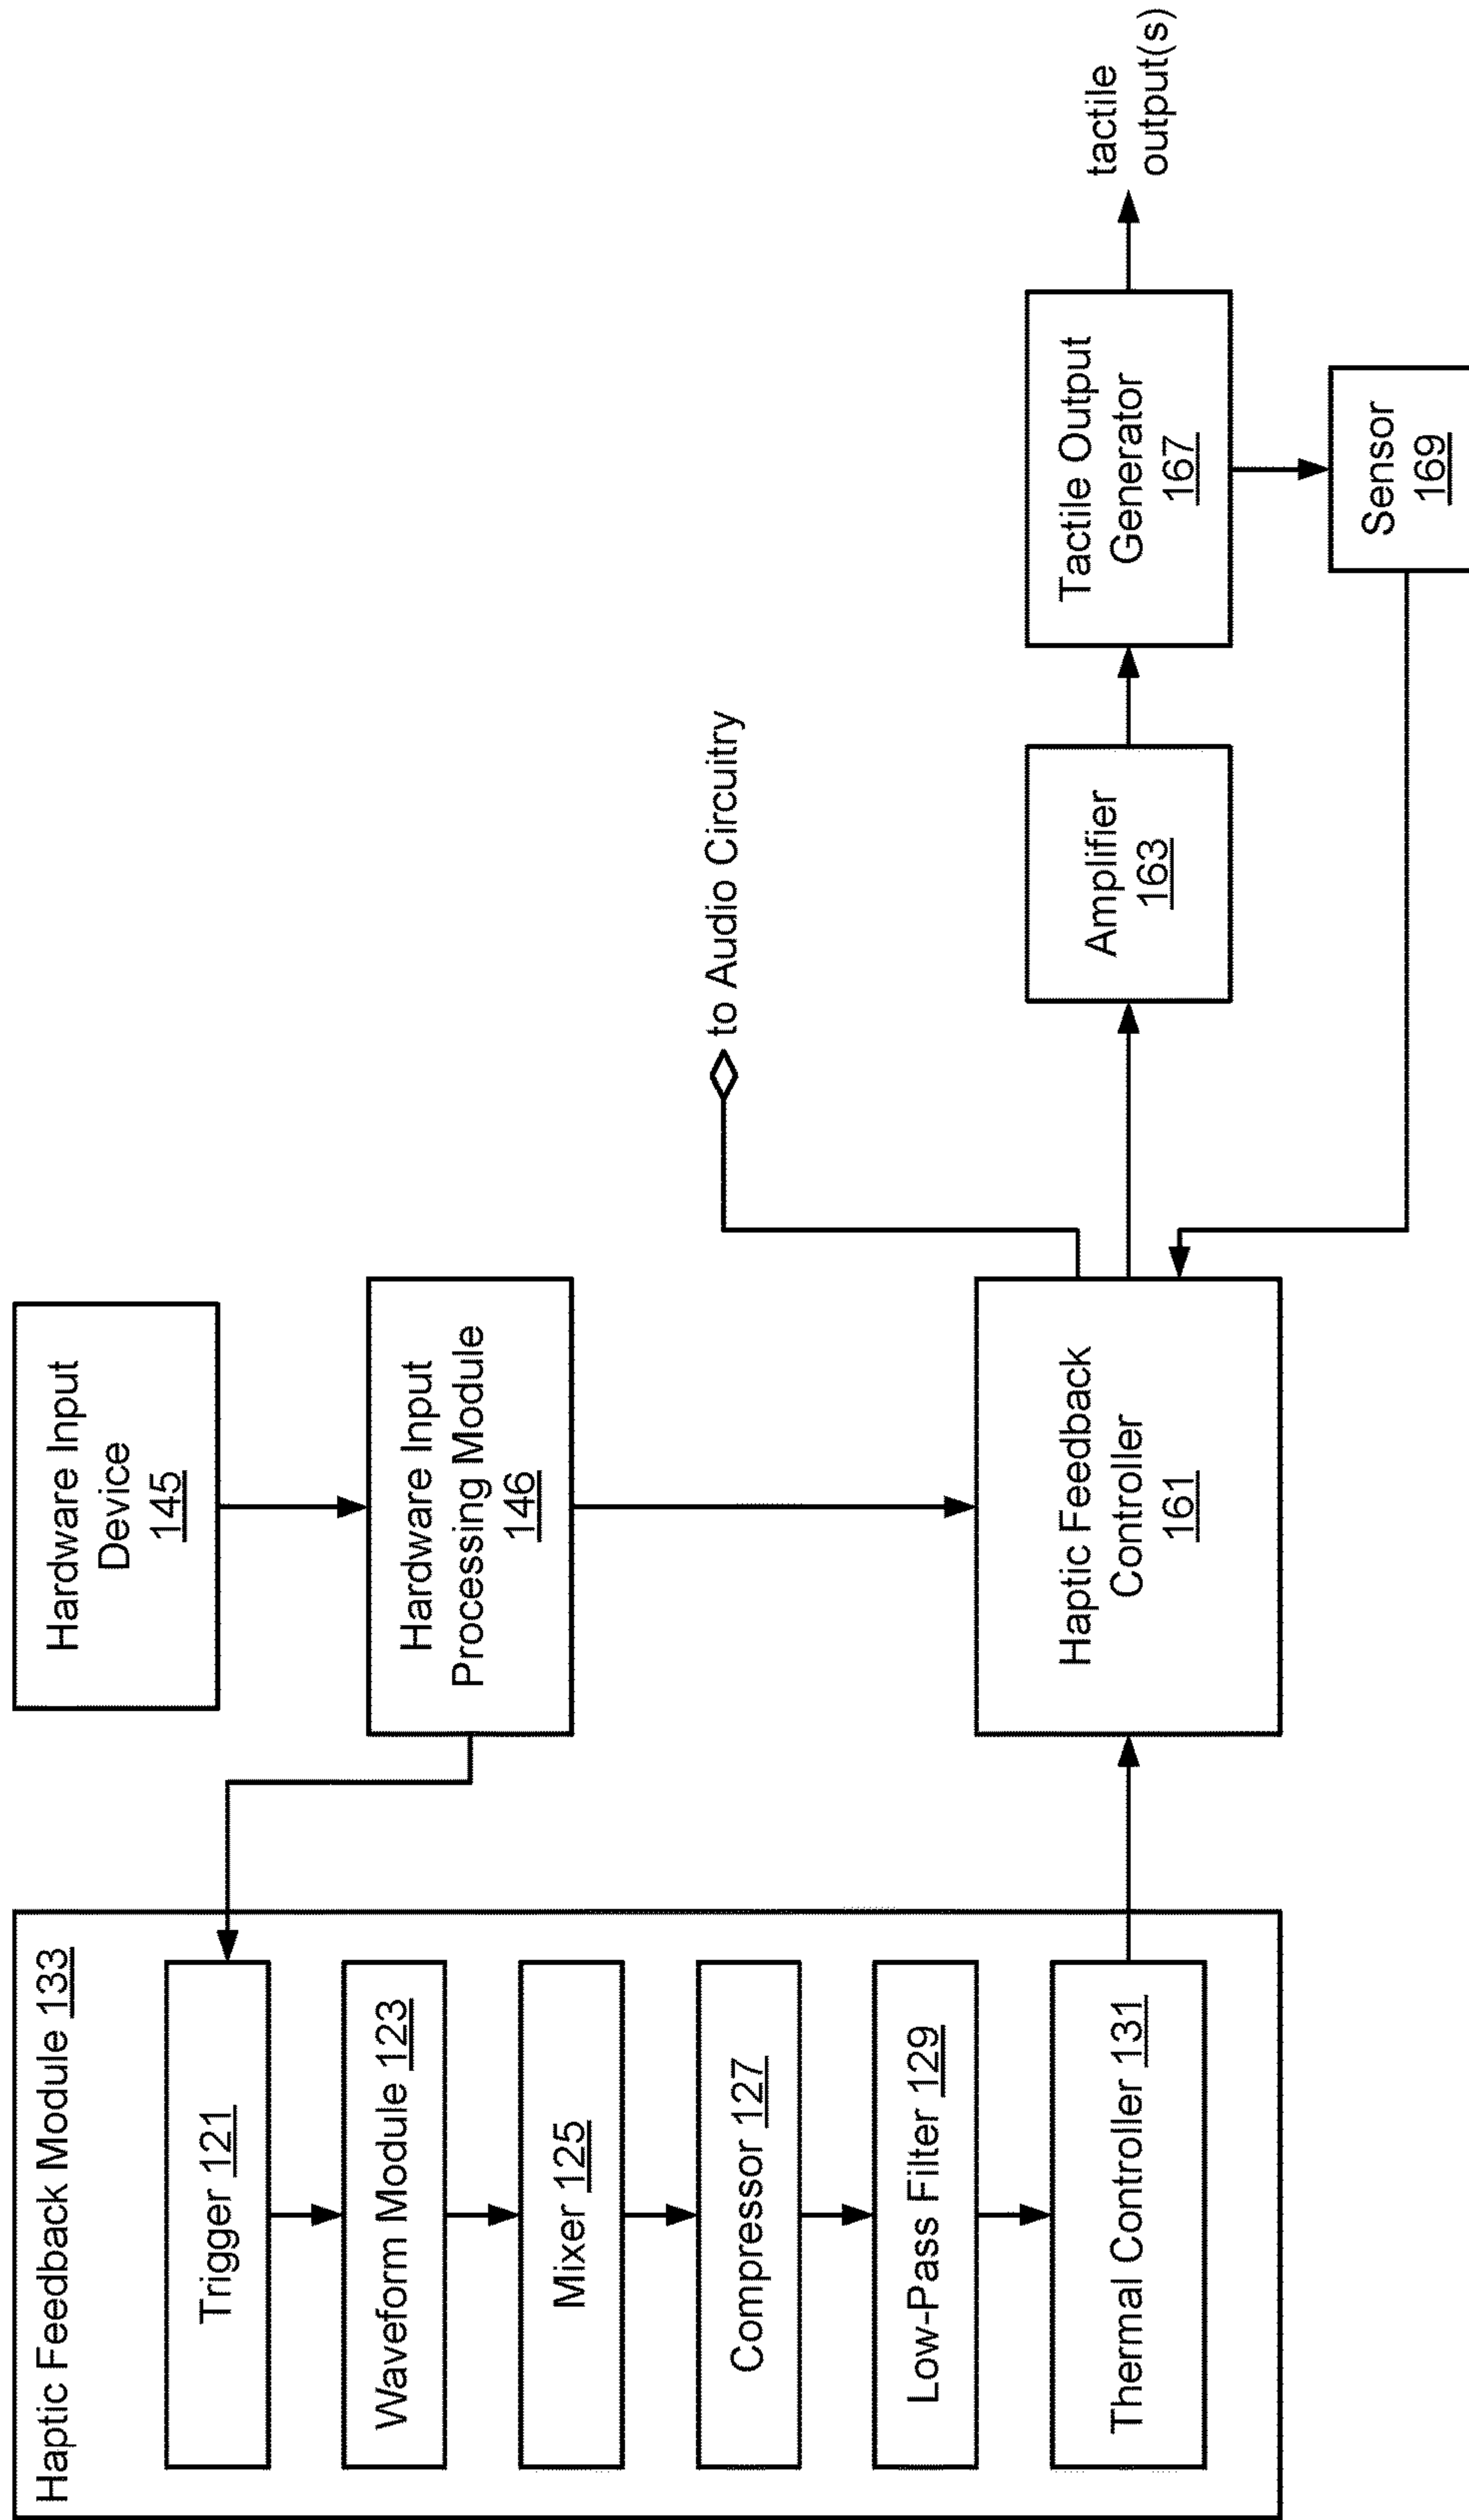 Haptic Feedback Module 133
Trigger 121
Waveform Module 123
Mixer 125
Compressor 127
Low-Pass Filter 129
Thermal Controller 131
Hardware Input
Device
145
Hardware Input
Processing Module
146
Haptic Feedback
Controller
161
to Audio Circuitry
Amplifier
163
Tactile Output
Generator
167
Sensor
169
tactile
output(s)